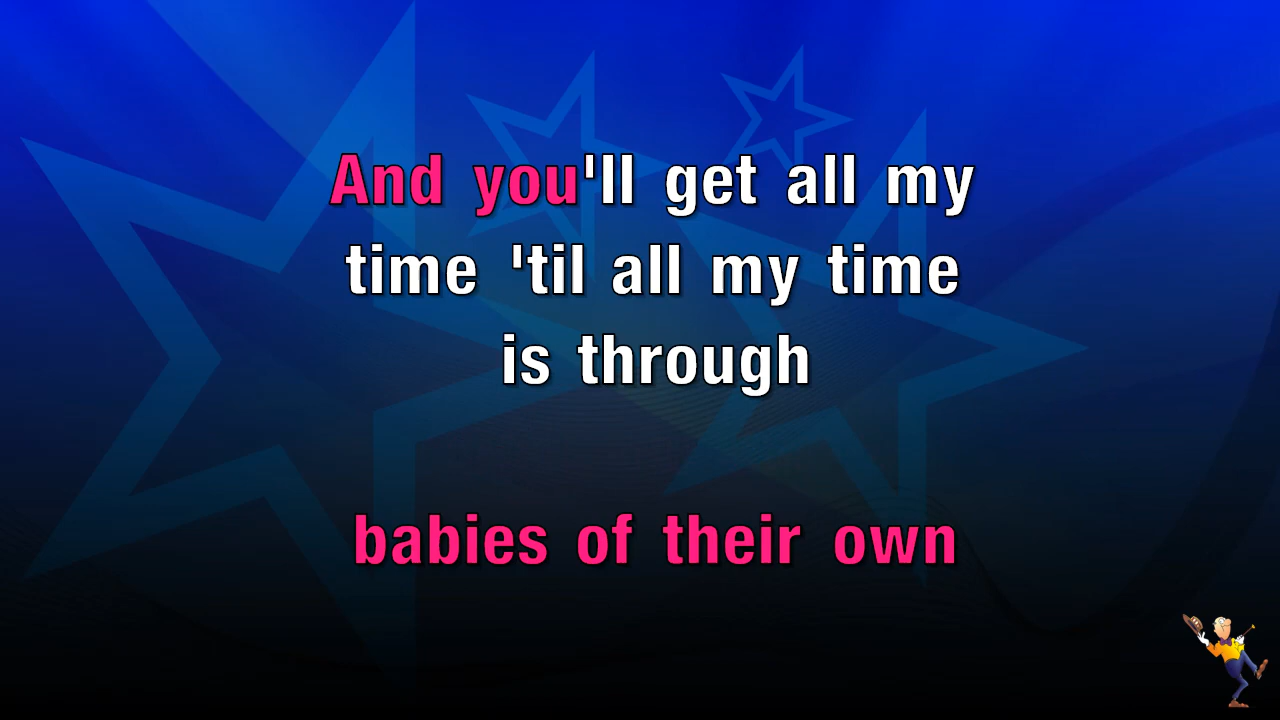 And you'll get all my
time 'til all my time
is through
babies of their own